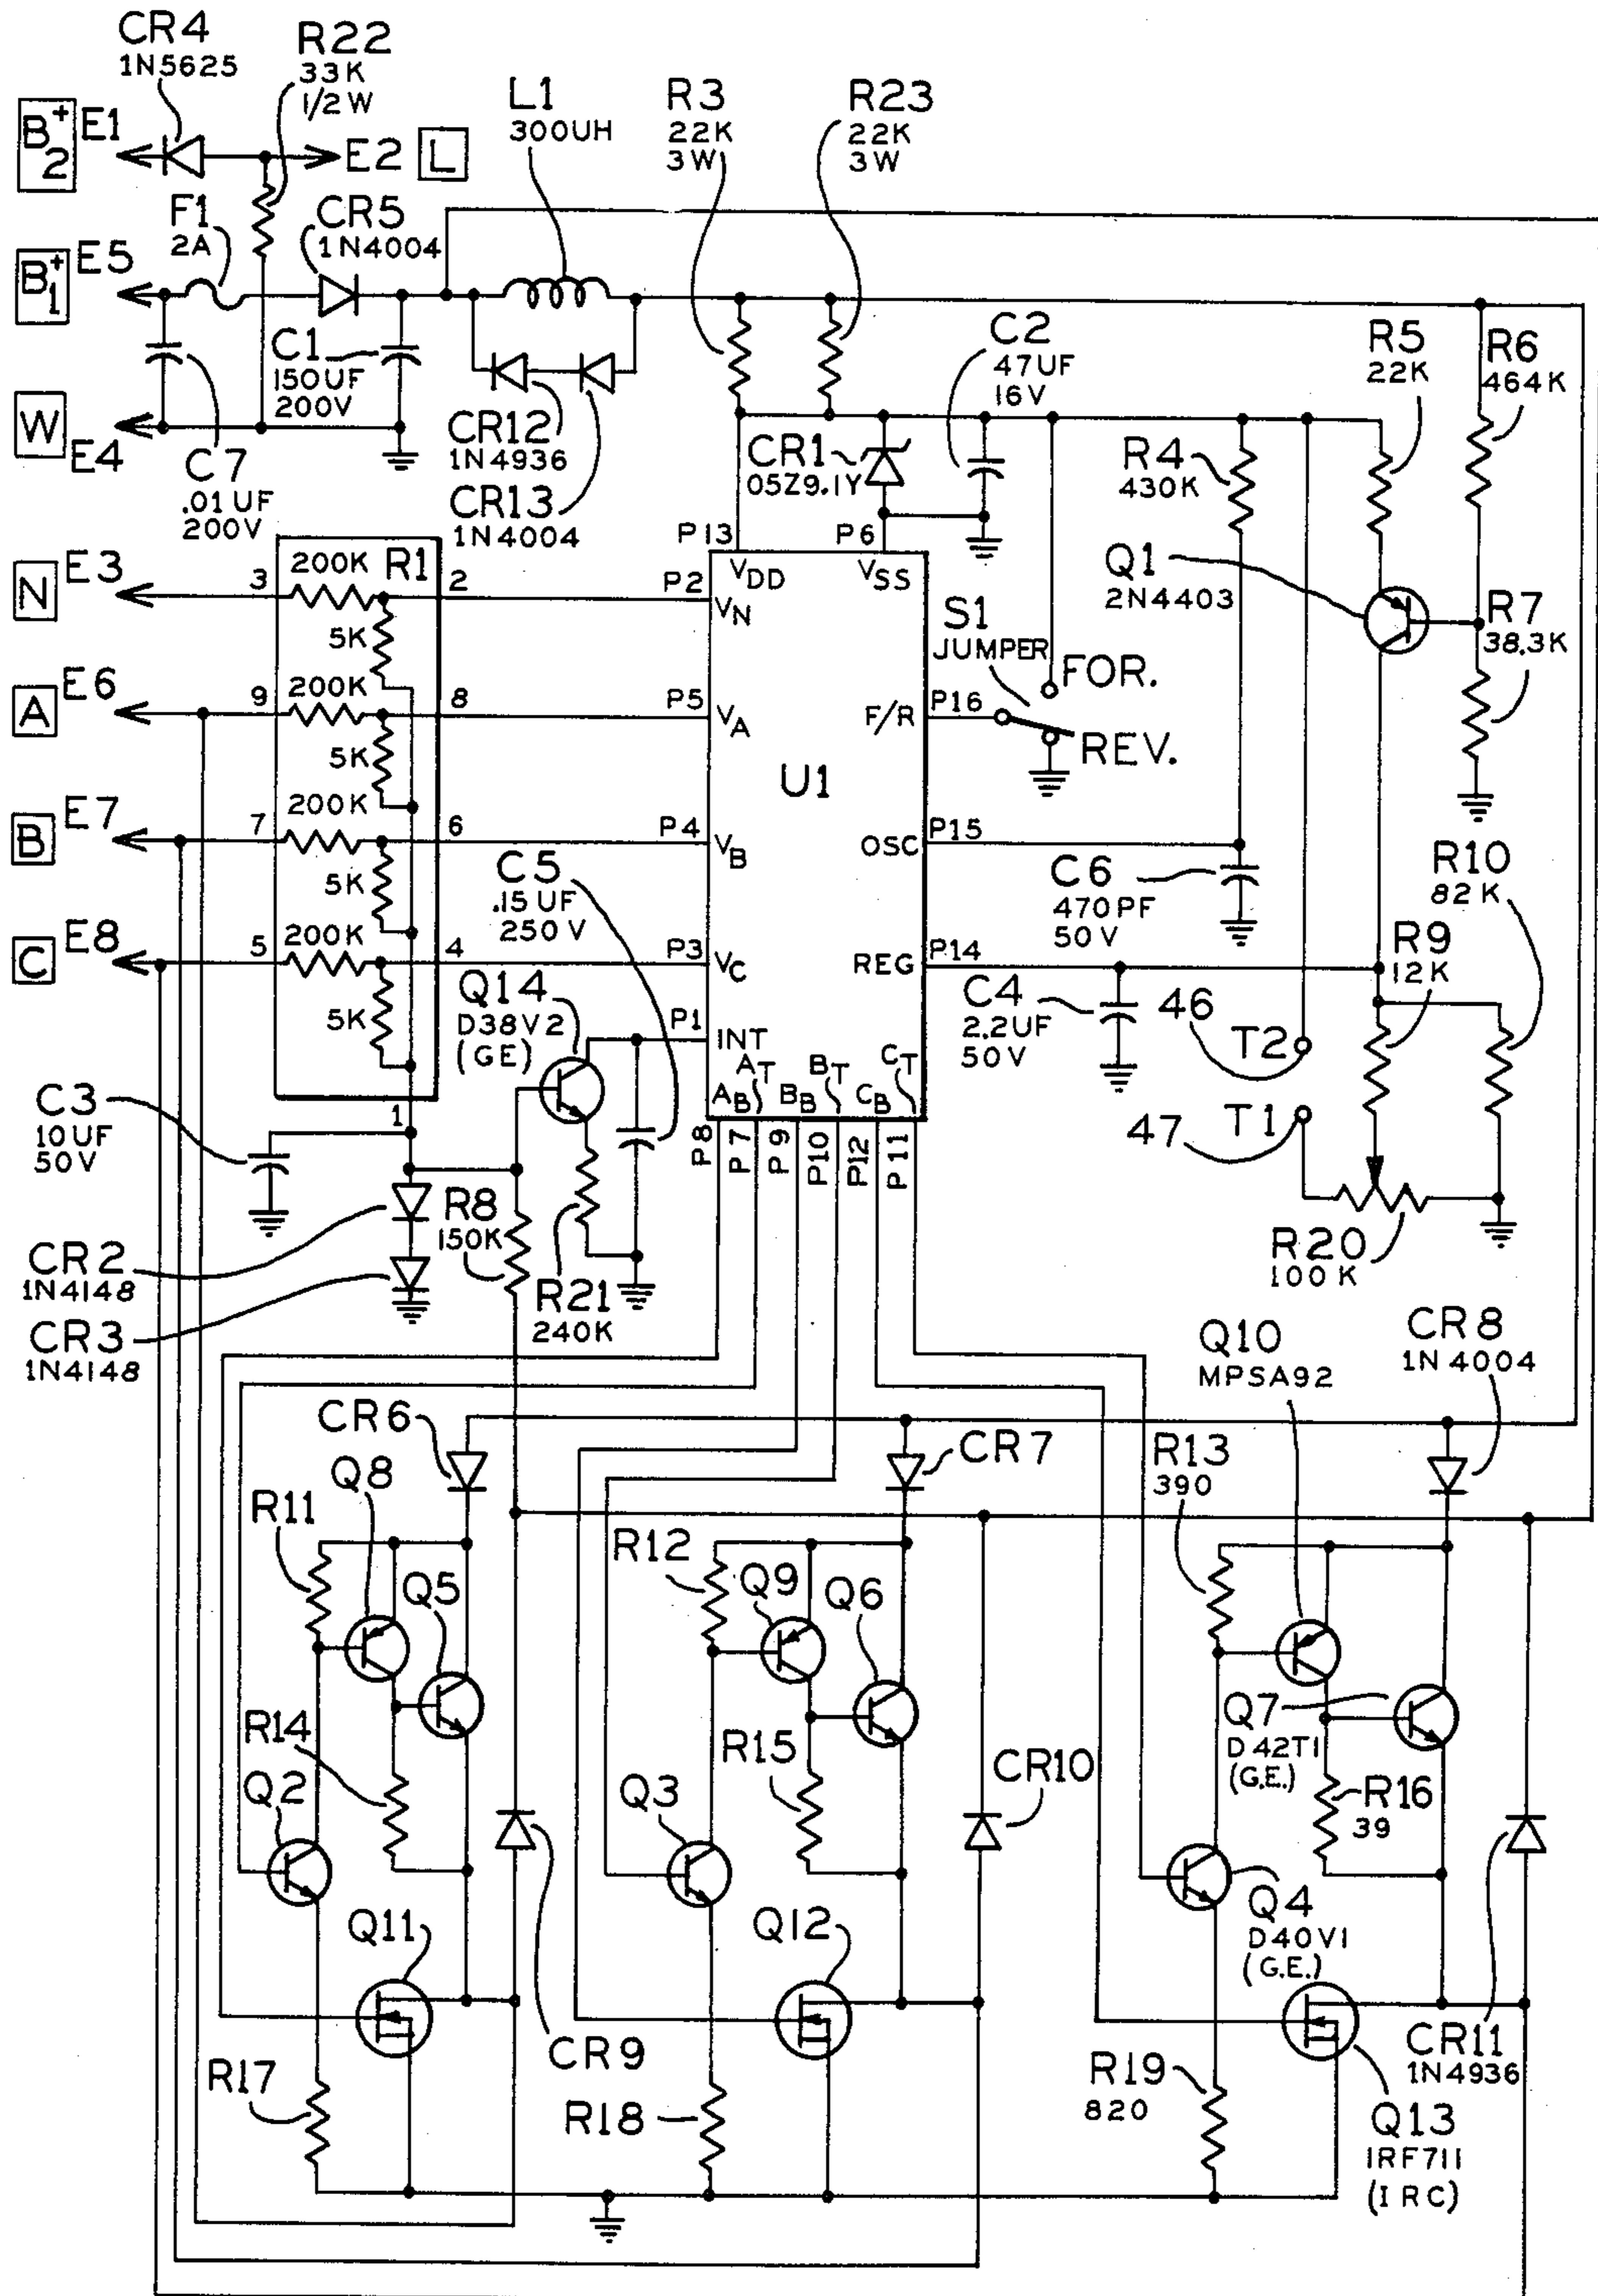 CR4
1N5625
R22
33K
1/2W
B+2
E1
E2
L
L1
300UH
R3
22K
3W
R23
22K
3W
F1
2A
CR5
1N4004
B+1
E5
C1
150UF
200V
CR12
1N4936
CR13
1N4004
C2
47UF
16V
R5
22K
R6
464K
W
E4
C7
.01UF
200V
CR1
05Z9.1Y
R4
430K
P13
P6
VDD
VSS
Q1
2N4403
R7
38.3K
N
E3
3
200K
R1
2
P2
VN
5K
S1
JUMPER
FOR.
REV.
A
E6
9
200K
8
P5
VA
F/R
P16
5K
U1
B
E7
7
200K
6
P4
VB
OSC
P15
5K
C5
.15UF
250V
C6
470PF
50V
R10
82K
C
E8
5
200K
4
P3
VC
REG
P14
R9
12K
5K
Q14
D38V2
(GE)
P1
INT
C4
2.2UF
50V
46
T2
AB
AT
BB
BT
CB
CT
47
T1
C3
10UF
50V
1
P8
P7
P9
P10
P12
P11
R8
150K
R20
100K
CR2
1N4148
R21
240K
CR3
1N4148
Q10
MPSA92
CR8
1N4004
CR6
CR7
R13
390
Q8
R11
R12
Q9
Q5
Q6
R14
R15
Q7
D42T1
(G.E.)
CR10
R16
39
Q2
Q3
Q4
D40V1
(G.E.)
Q11
Q12
CR9
CR11
1N4936
R17
R18
R19
820
Q13
IRF711
(IRC)